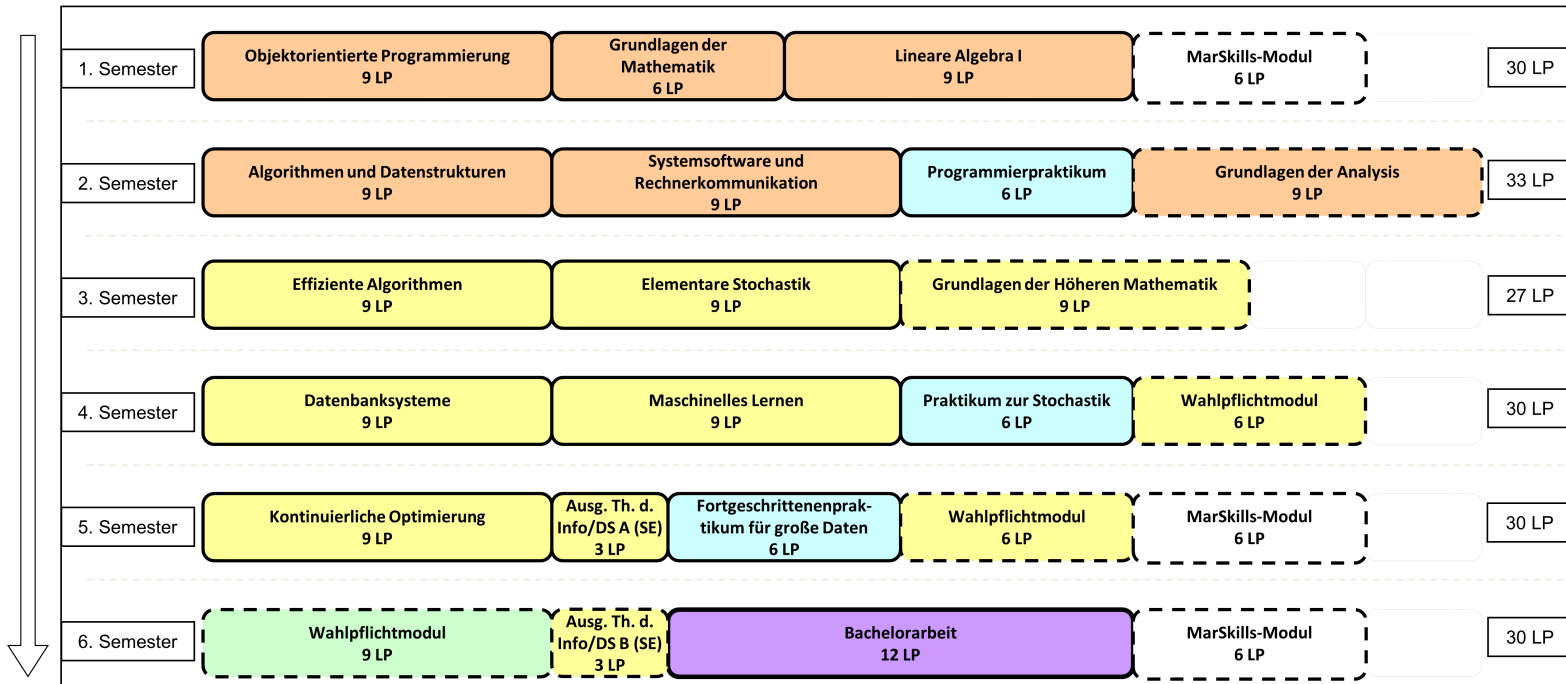 1. Semester
Objektorientierte Programmierung
9 LP
Grundlagen der
Mathematik
6 LP
Lineare Algebra I
9 LP
MarSkills-Modul
6 LP
30 LP
2. Semester
Algorithmen und Datenstrukturen
9 LP
Systemsoftware und
Rechnerkommunikation
9 LP
Programmierpraktikum
6 LP
Grundlagen der Analysis
9 LP
33 LP
3. Semester
Effiziente Algorithmen
9 LP
Elementare Stochastik
9 LP
Grundlagen der Höheren Mathematik
9 LP
27 LP
4. Semester
Datenbanksysteme
9 LP
Maschinelles Lernen
9 LP
Praktikum zur Stochastik
6 LP
Wahlpflichtmodul
6 LP
30 LP
5. Semester
Kontinuierliche Optimierung
9 LP
Ausg. Th. d.
Info/DS A (SE)
3 LP
Fortgeschrittenenprak-
tikum für große Daten
6 LP
Wahlpflichtmodul
6 LP
MarSkills-Modul
6 LP
30 LP
6. Semester
Wahlpflichtmodul
9 LP
Ausg. Th. d.
Info/DS B (SE)
3 LP
Bachelorarbeit
12 LP
MarSkills-Modul
6 LP
30 LP